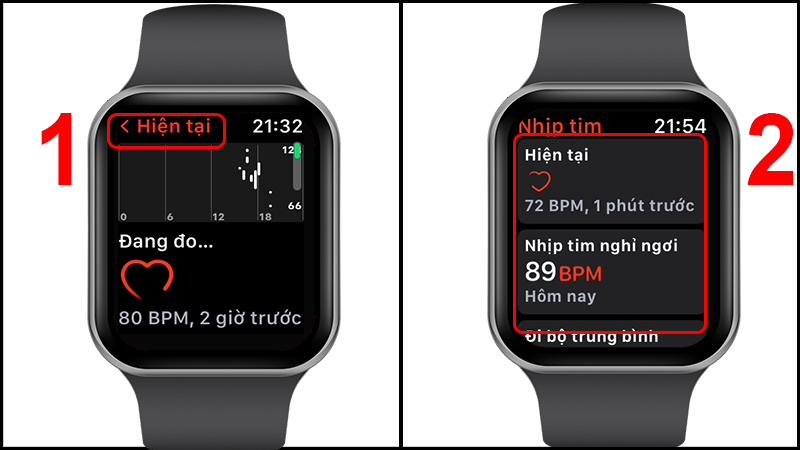 1
< Hiện tại 21:32
66
0 6 12 18
Đang đo...
80 BPM, 2 giờ trước
2
Nhịp tim 21:54
Hiện tại
72 BPM, 1 phút trước
Nhịp tim nghỉ ngơi
89 BPM
Hôm nay
Đi bộ trung bình